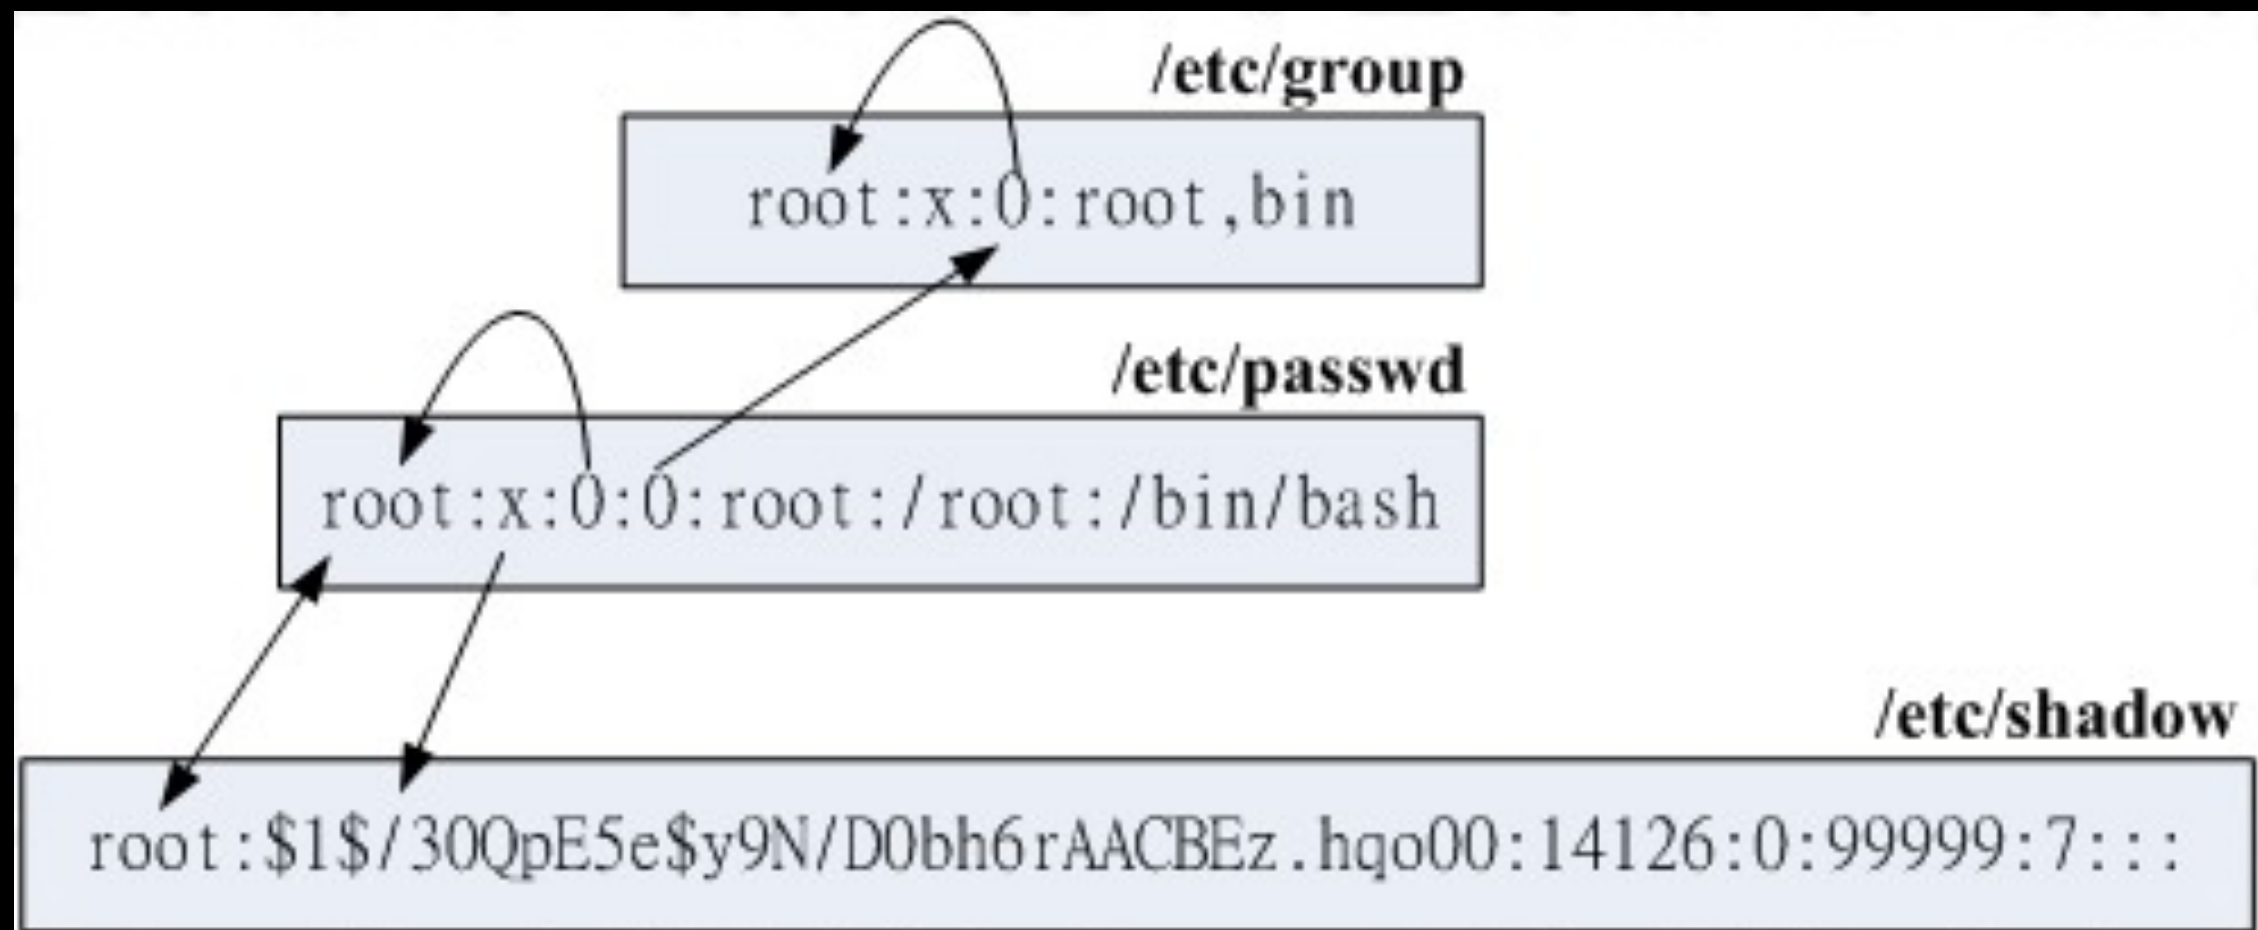 /etc/group
root:x:0:root,bin
/etc/passwd
root:x:0:0:root:/root:/bin/bash
/etc/shadow
root:$1$/30QpE5e$y9N/D0bh6rAACBEz.hqo00:14126:0:99999:7:::